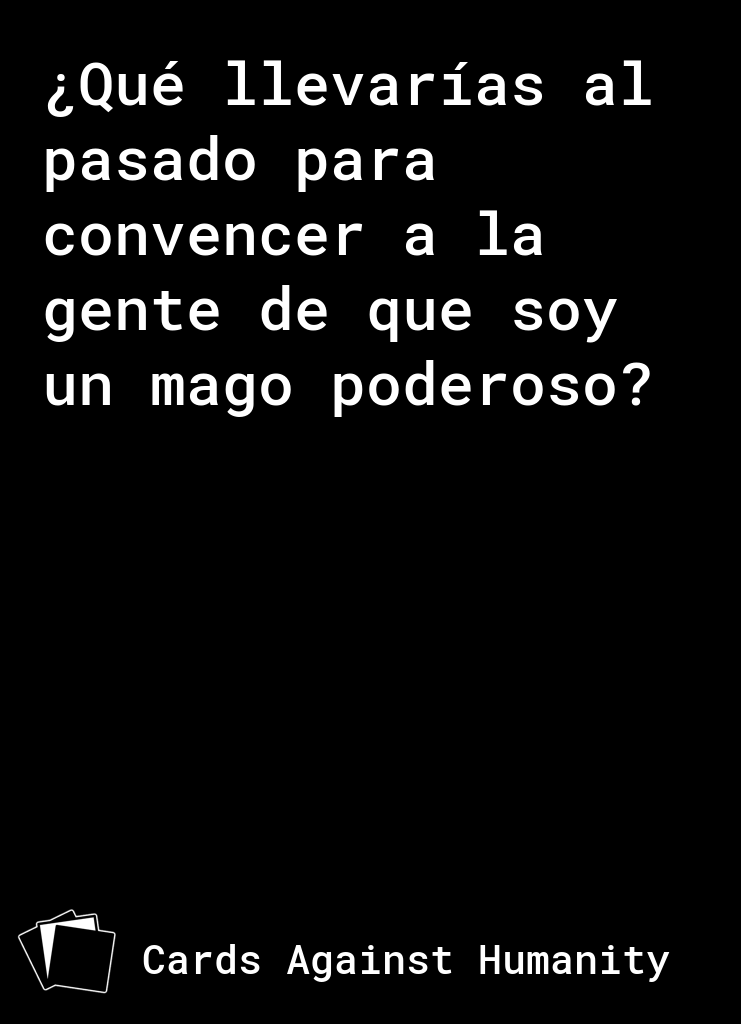 ¿Qué llevarías al
pasado para
convencer a la
gente de que soy
un mago poderoso?
Cards Against Humanity